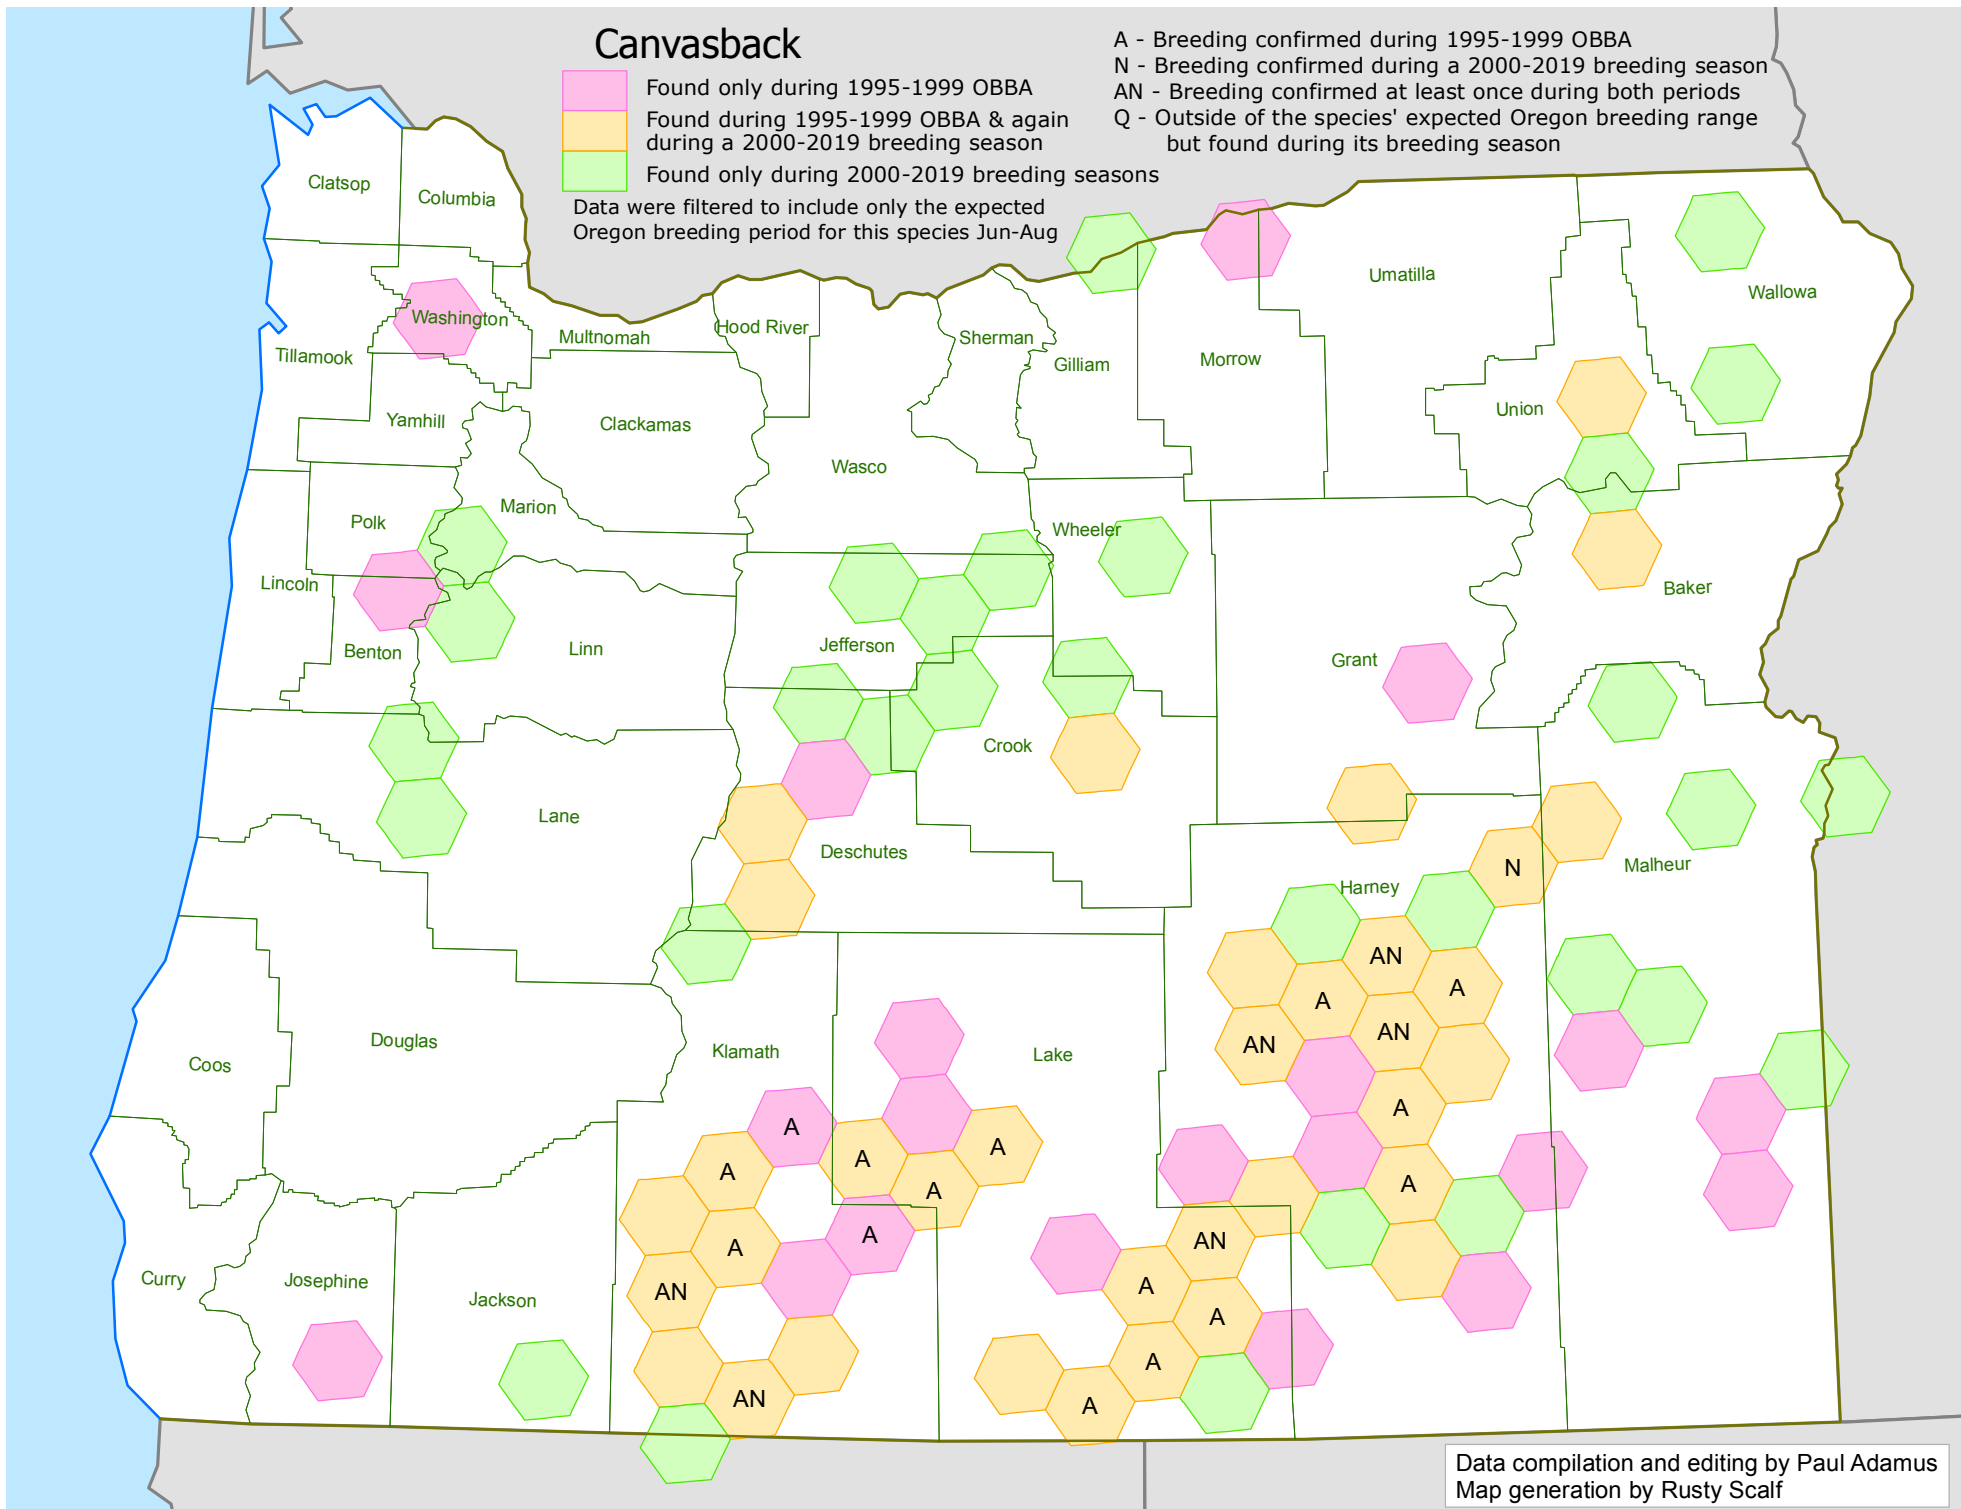 Canvasback
Found only during 1995-1999 OBBA
Found during 1995-1999 OBBA & again
during a 2000-2019 breeding season
Found only during 2000-2019 breeding seasons
Data were filtered to include only the expected
Oregon breeding period for this species Jun-Aug
A - Breeding confirmed during 1995-1999 OBBA
N - Breeding confirmed during a 2000-2019 breeding season
AN - Breeding confirmed at least once during both periods
Q - Outside of the species' expected Oregon breeding range
but found during its breeding season
Clatsop
Columbia
Umatilla
Wallowa
Washington
Multnomah
Hood River
Sherman
Tillamook
Gilliam
Morrow
Union
Yamhill
Clackamas
Wasco
Marion
Polk
Wheeler
Lincoln
Baker
Benton
Linn
Jefferson
Grant
Crook
Lane
Deschutes
Malheur
N
Harney
AN
A
A
AN
AN
Douglas
Klamath
Lake
Coos
A
A
A
A
A
A
A
A
A
AN
A
Curry
Josephine
Jackson
AN
A
A
A
AN
A
Data compilation and editing by Paul Adamus
Map generation by Rusty Scalf